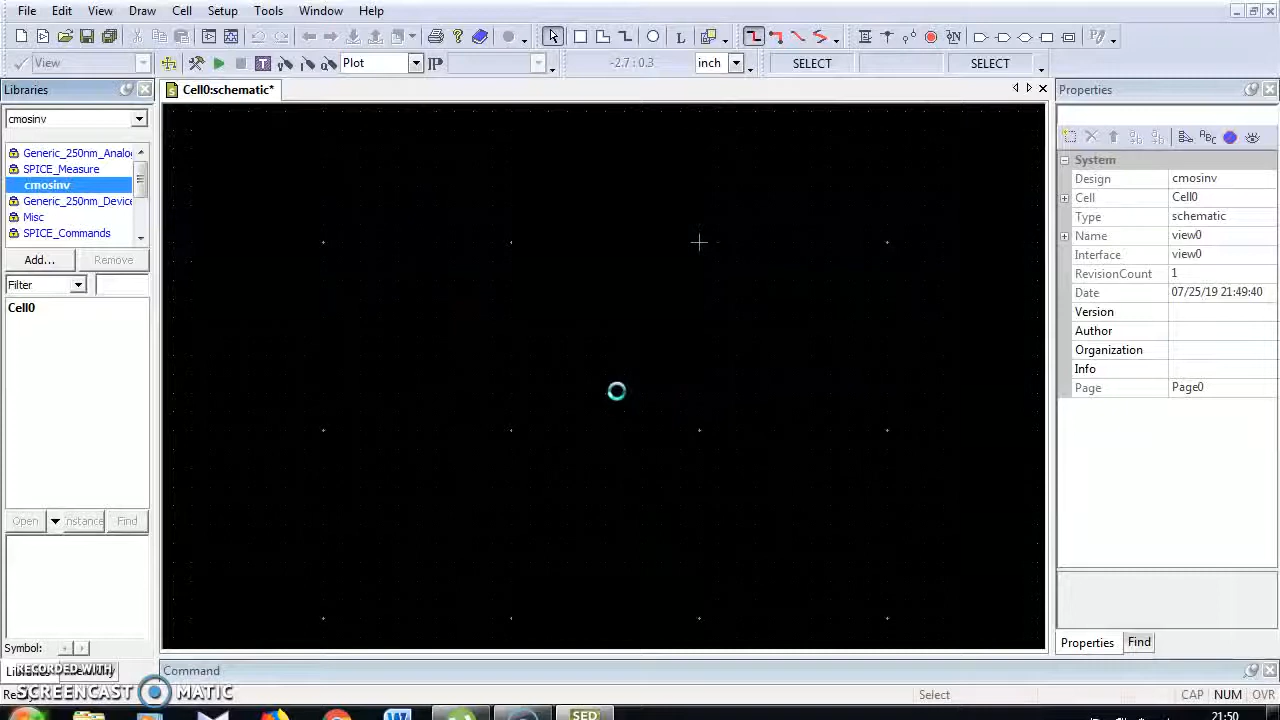 File Edit View Draw Cell Setup Tools Window Help
View Plot -2.7 : 0.3 inch SELECT SELECT
Libraries
Cell0:schematic*
Properties
cmosinv
Generic_250nm_Analo
SPICE_Measure
cmosinv
Generic_250nm_Device
Misc
SPICE_Commands
Add... Remove
Filter
Cell0
Open Instance Find
Symbol:
System
Design cmosinv
Cell Cell0
Type schematic
Name view0
Interface view0
RevisionCount 1
Date 07/25/19 21:49:40
Version
Author
Organization
Info
Page Page0
Properties Find
Command
RECORDED WITH
SCREENCAST MATIC
Select CAP NUM OVR
SED
21:50